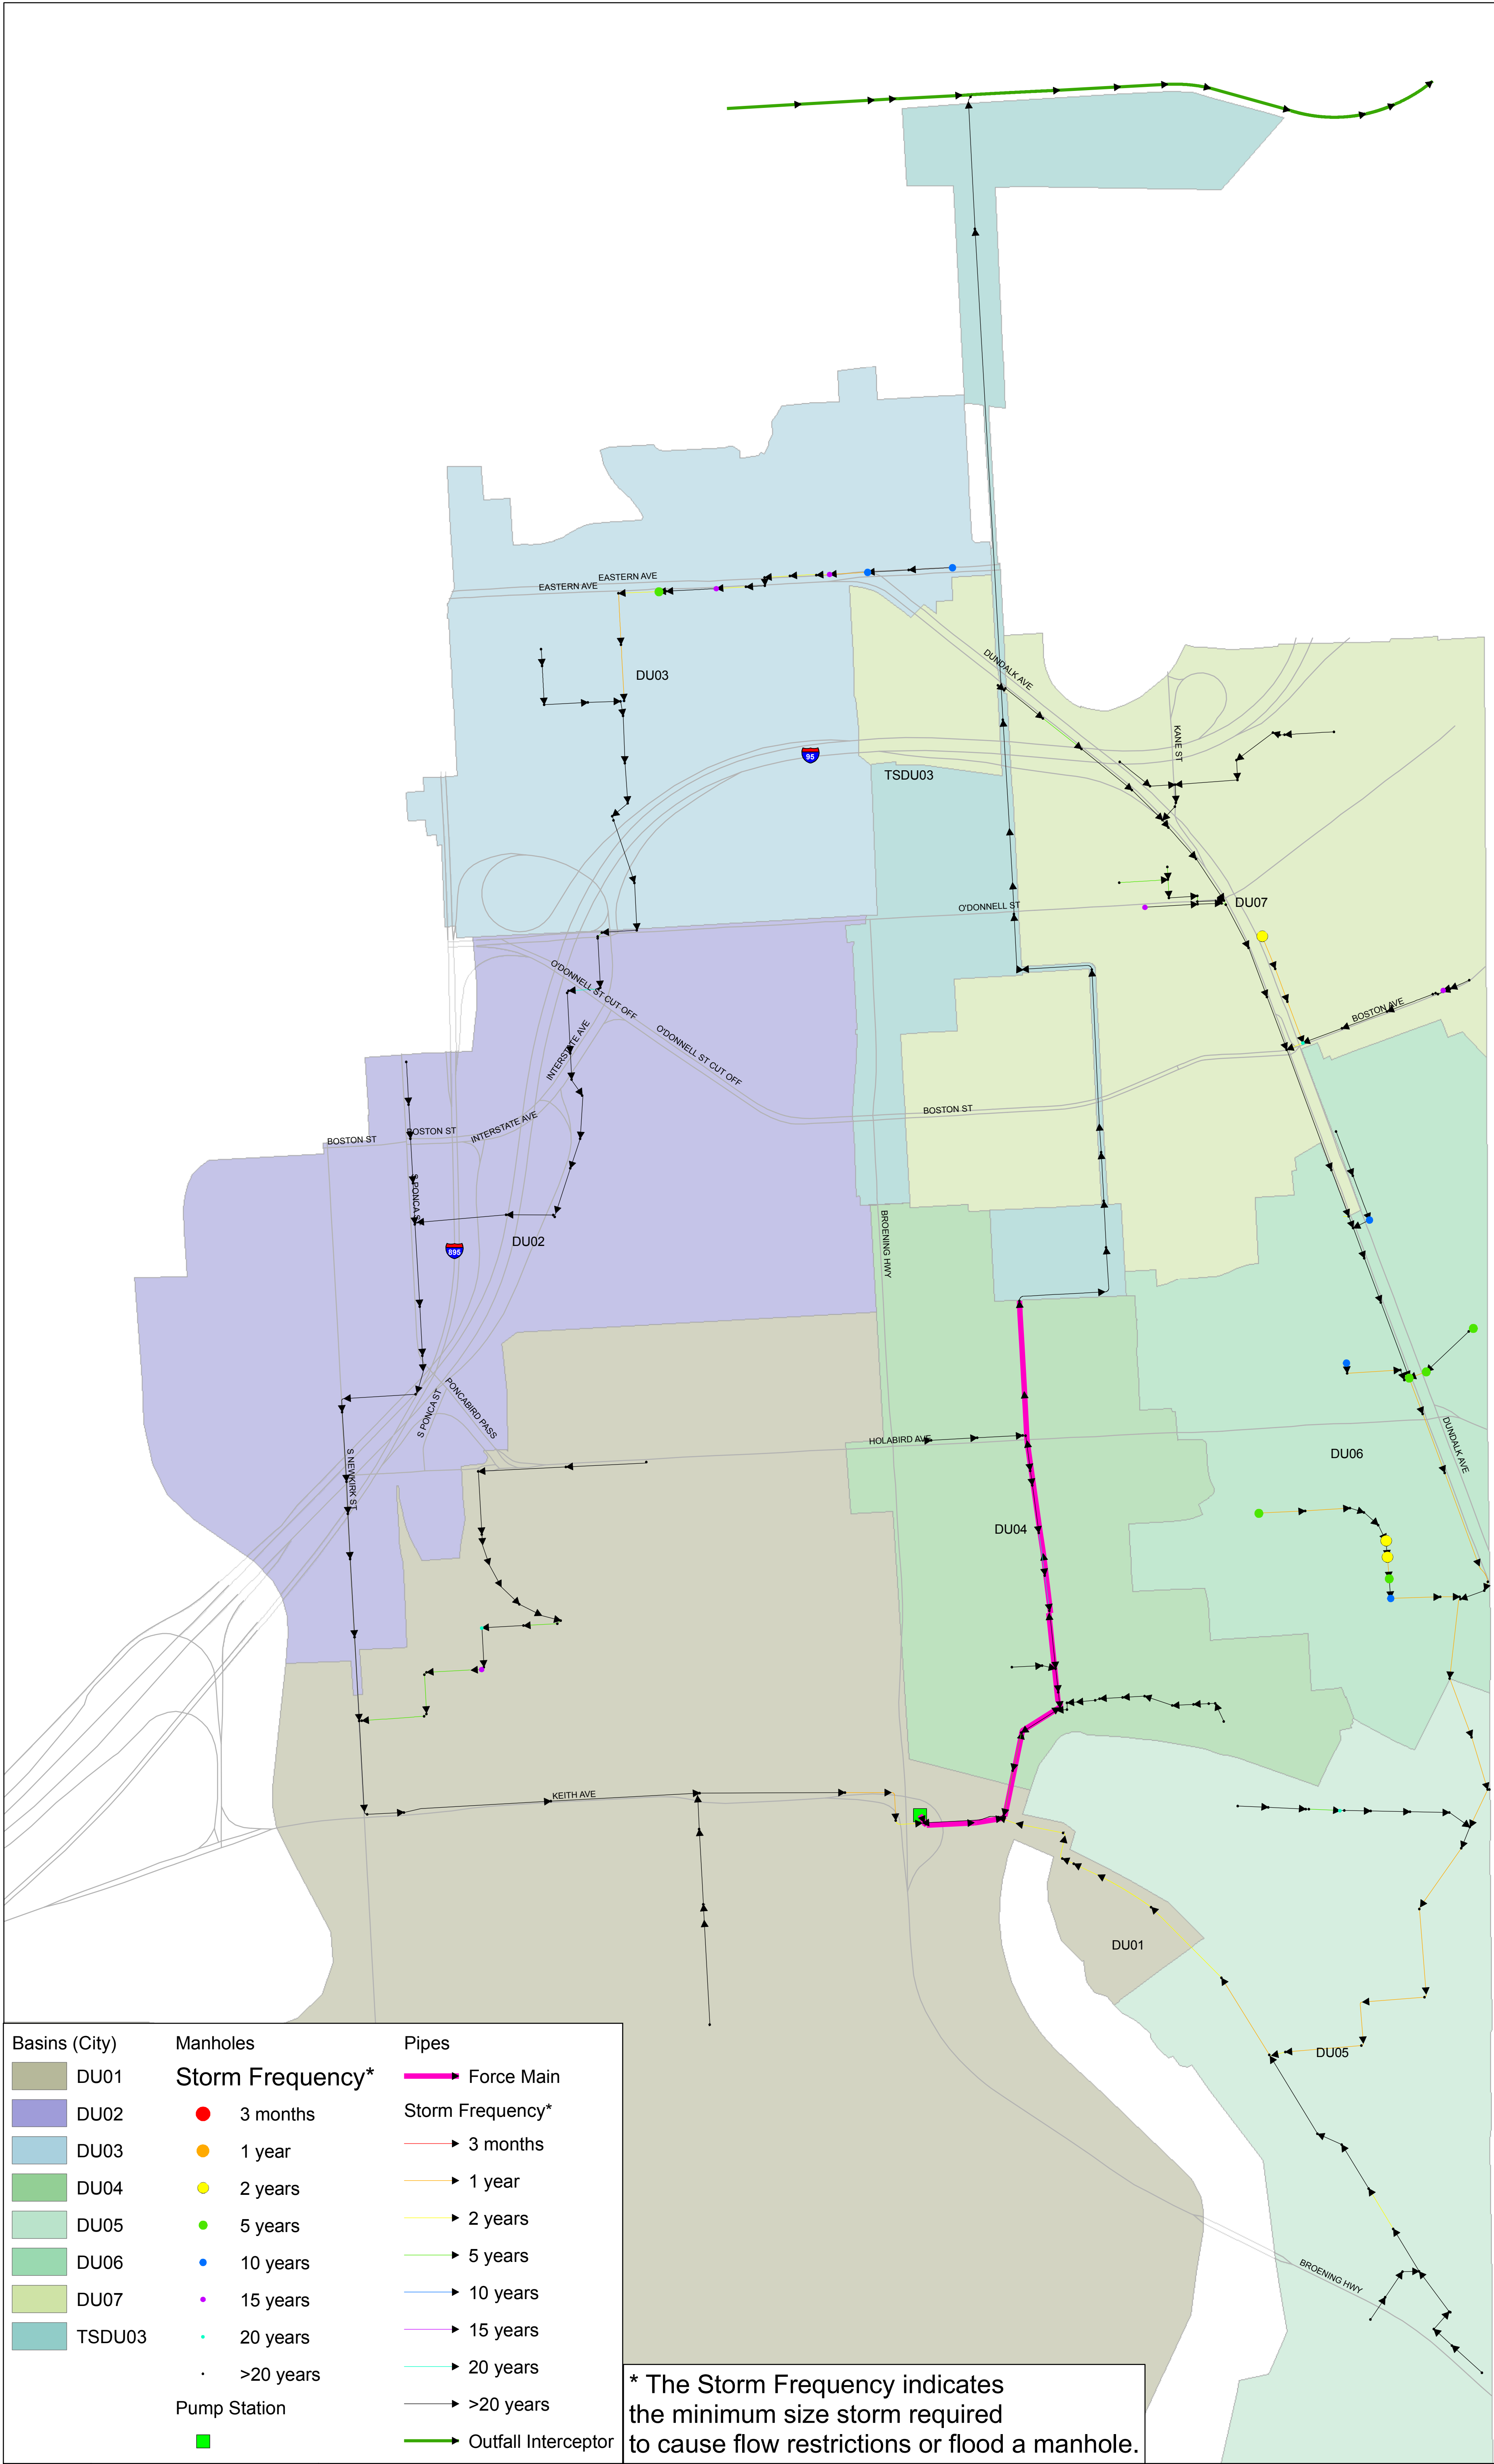 EASTERN AVE
EASTERN AVE
DU03
DUNDALK AVE
KANE ST
95
TSDU03
O'DONNELL ST
DU07
O'DONNELL ST CUT OFF
INTERSTATE AVE
O'DONNELL ST CUT OFF
BOSTON AVE
BOSTON ST
BOSTON ST
BOSTON ST
INTERSTATE AVE
S PONCA ST
DU02
895
BROENING HWY
PONCABIRD PASS
S PONCA ST
S NEWKIRK ST
HOLABIRD AVE
DUNDALK AVE
DU06
DU04
KEITH AVE
DU01
DU05
BROENING HWY
Basins (City)
DU01
DU02
DU03
DU04
DU05
DU06
DU07
TSDU03
Manholes
Storm Frequency*
3 months
1 year
2 years
5 years
10 years
15 years
20 years
>20 years
Pump Station
Pipes
Force Main
Storm Frequency*
3 months
1 year
2 years
5 years
10 years
15 years
20 years
>20 years
Outfall Interceptor
* The Storm Frequency indicates
the minimum size storm required
to cause flow restrictions or flood a manhole.